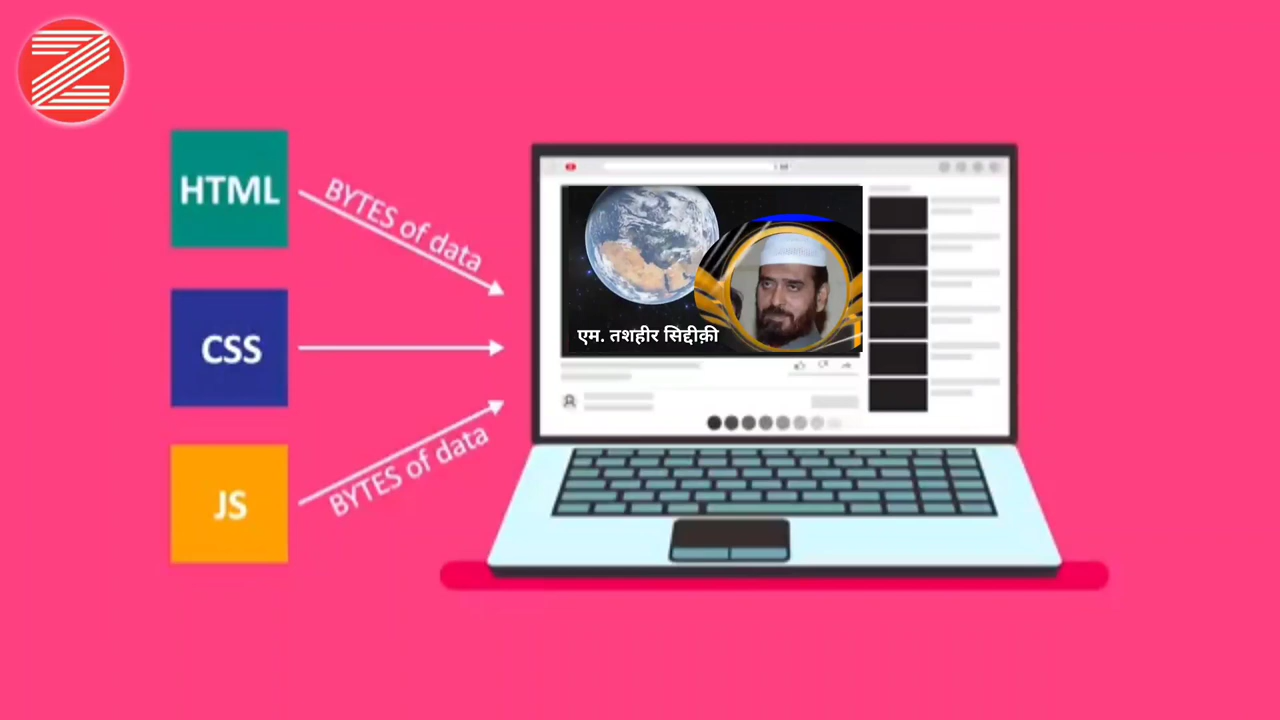 HTML
BYTES of data
CSS
JS
BYTES of data
एम. तशहीर सिद्दीक़ी